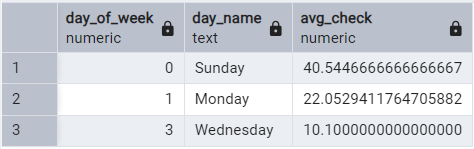 day_of_week numeric day_name text avg_check numeric
1 0 Sunday 40.5446666666666667
2 1 Monday 22.0529411764705882
3 3 Wednesday 10.1000000000000000